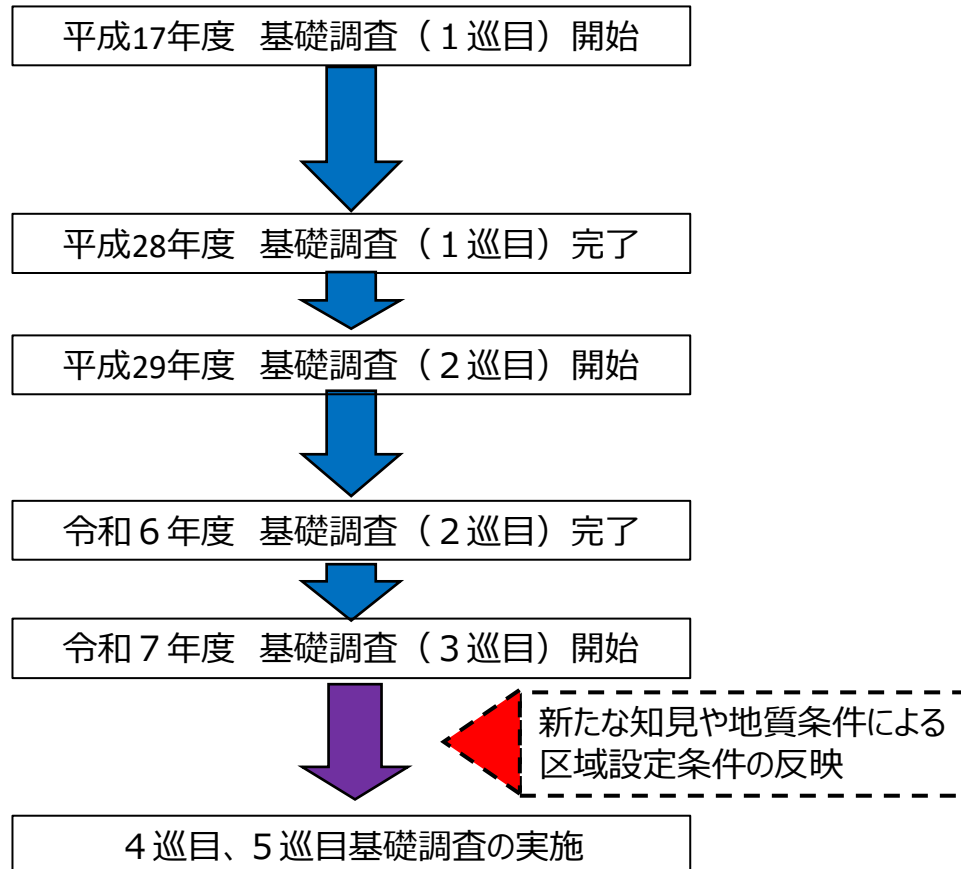 平成17年度 基礎調査（１巡目）開始
平成28年度 基礎調査（１巡目）完了
平成29年度 基礎調査（２巡目）開始
令和６年度 基礎調査（２巡目）完了
令和７年度 基礎調査（３巡目）開始
新たな知見や地質条件による
区域設定条件の反映
４巡目、５巡目基礎調査の実施